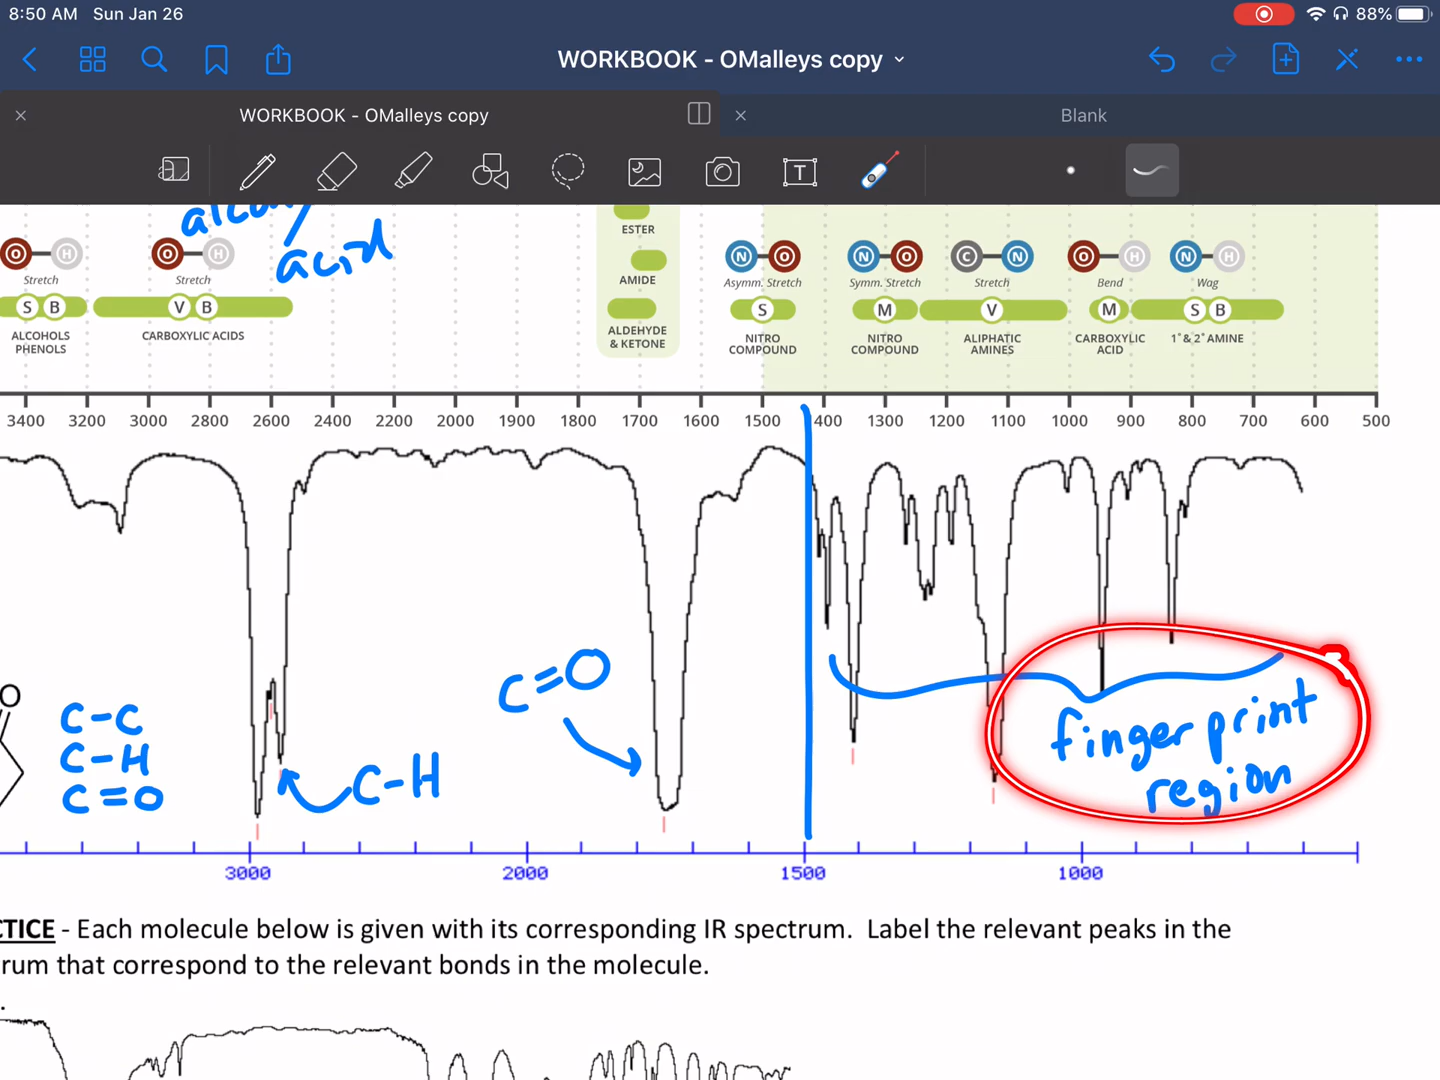 8:50 AM Sun Jan 26
88%
WORKBOOK - OMalleys copy
WORKBOOK - OMalleys copy
Blank
T
acid
ESTER
AMIDE
ALDEHYDE
& KETONE
O H
Stretch
S B
ALCOHOLS
PHENOLS
O H
Stretch
V B
CARBOXYLIC ACIDS
N O
Asymm. Stretch
S
NITRO
COMPOUND
N O
Symm. Stretch
M
NITRO
COMPOUND
C N
Stretch
V
ALIPHATIC
AMINES
O H
Bend
M
CARBOXYLIC
ACID
N H
Wag
S B
1° & 2° AMINE
3400 3200 3000 2800 2600 2400 2200 2000 1900 1800 1700 1600 1500 400 1300 1200 1100 1000 900 800 700 600 500
O
C-C
C-H
C=O
C-H
C=O
fingerprint
region
3000 2000 1500 1000
CTICE - Each molecule below is given with its corresponding IR spectrum. Label the relevant peaks in the
rum that correspond to the relevant bonds in the molecule.